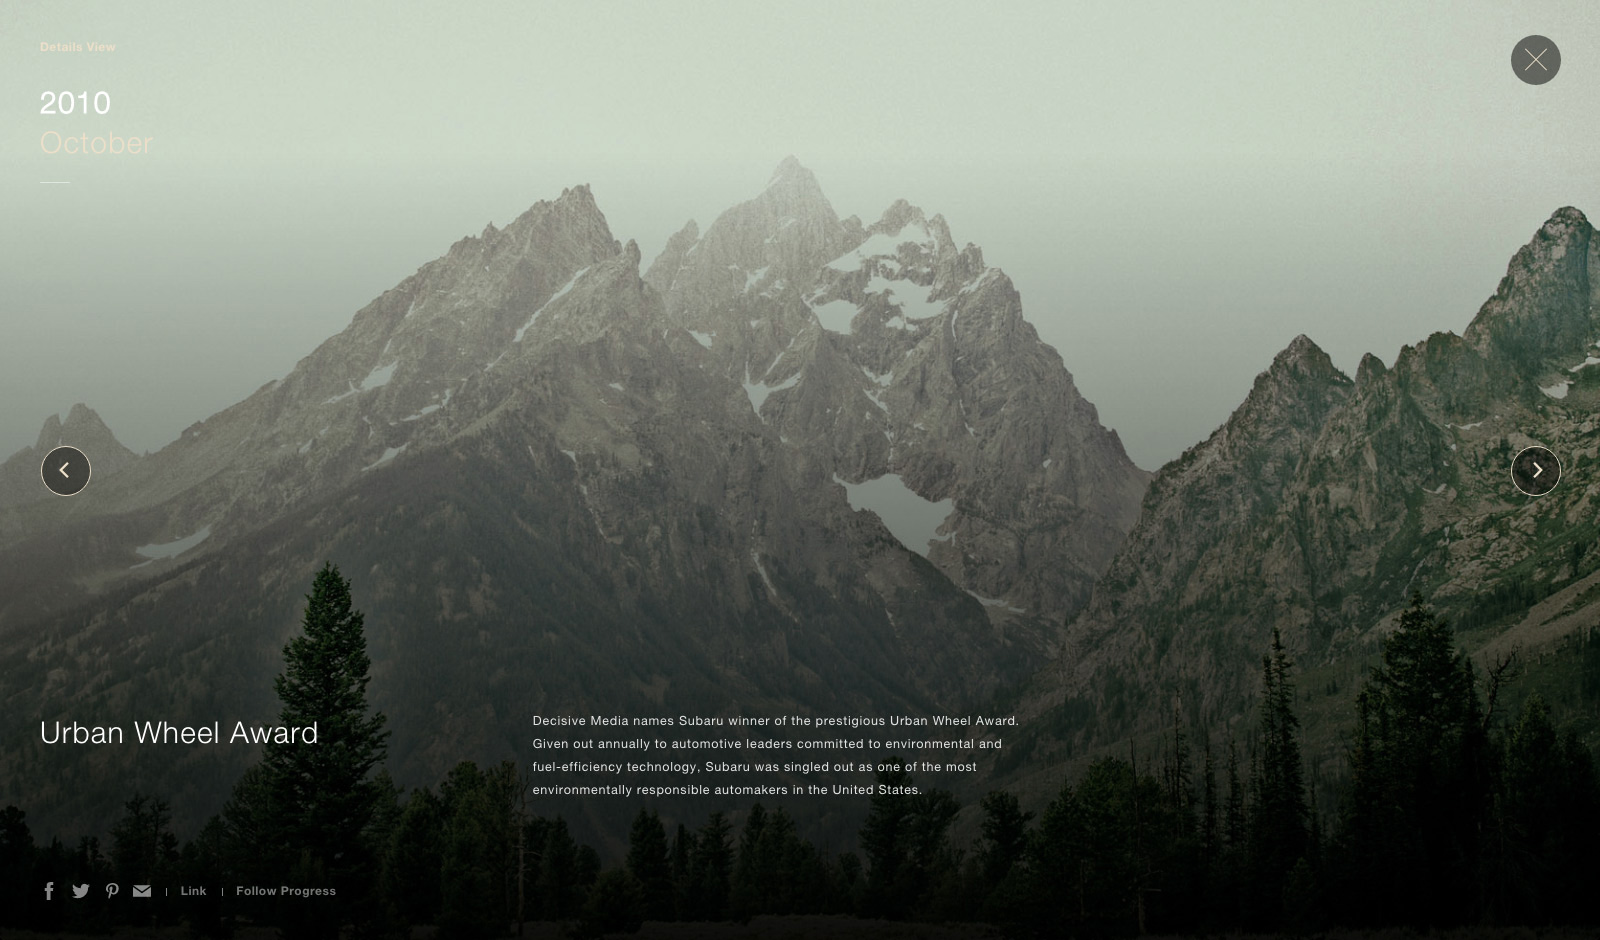 Details View
2010
October
Urban Wheel Award
Decisive Media names Subaru winner of the prestigious Urban Wheel Award.
Given out annually to automotive leaders committed to environmental and
fuel-efficiency technology, Subaru was singled out as one of the most
environmentally responsible automakers in the United States.
Link
Follow Progress